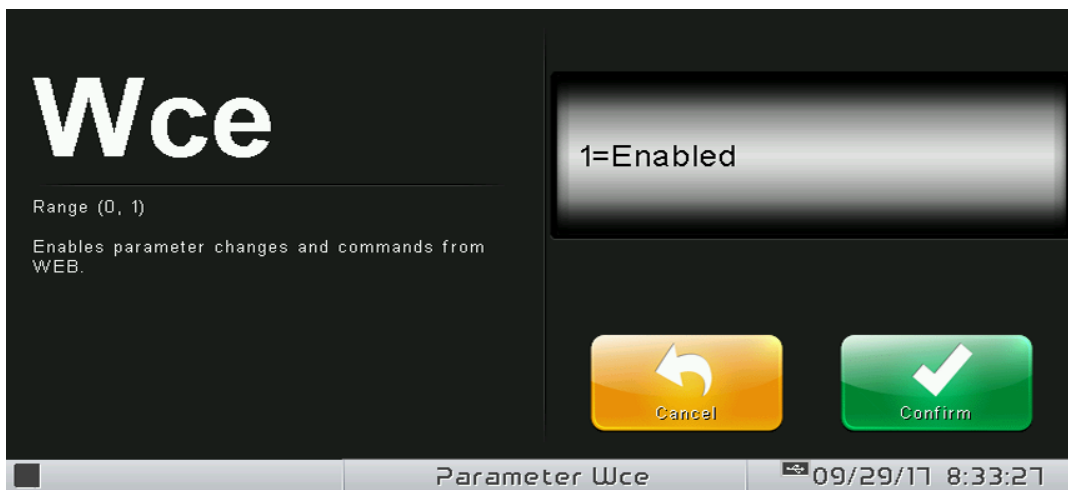 Wce
Range (0, 1)
Enables parameter changes and commands from
WEB.
1=Enabled
Cancel
Confirm
Parameter Wce
09/29/17 8:33:27